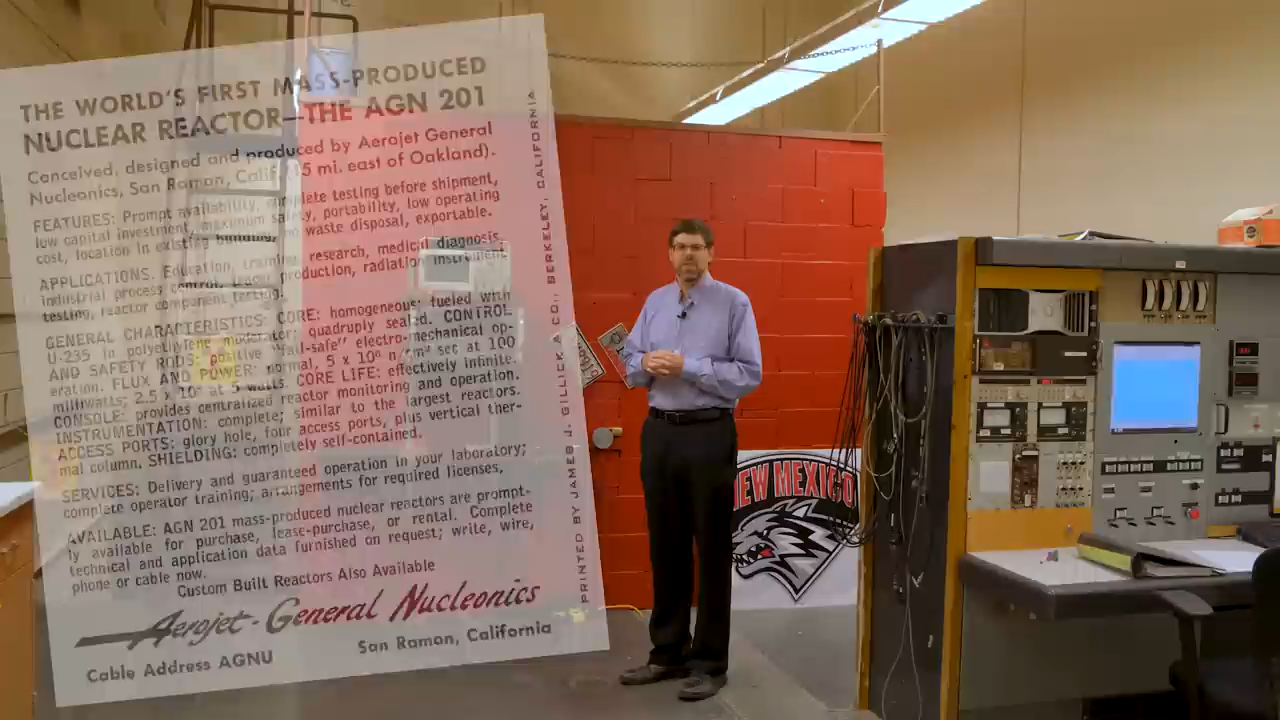 THE WORLD'S FIRST MASS-PRODUCED
NUCLEAR REACTOR—THE AGN 201
Conceived, designed and produced by Aerojet General
Nucleonics, San Ramon, Calif. (15 mi. east of Oakland).
FEATURES: Prompt availability, complete testing before shipment,
low capital investment, maximum safety, portability, low operating
cost, location in existing building, no waste disposal, exportable.
APPLICATIONS. Education, training, research, medical diagnosis,
industrial process control, tracer production, radiation instrument
testing, reactor component testing.
GENERAL CHARACTERISTICS: CORE: homogeneous; fueled with
U-235 in polyethylene moderator; quadruply sealed. CONTROL
AND SAFETY RODS: positive "fail-safe" electro-mechanical op-
eration. FLUX AND POWER: normal, 5 x 10⁶ n/cm² sec at 100
milliwatts; 2.5 x 10⁸ at 5 watts. CORE LIFE: effectively infinite.
CONSOLE: provides centralized reactor monitoring and operation.
INSTRUMENTATION: complete; similar to the largest reactors.
ACCESS PORTS: glory hole, four access ports, plus vertical ther-
mal column. SHIELDING: completely self-contained.
SERVICES: Delivery and guaranteed operation in your laboratory;
complete operator training; arrangements for required licenses,
AVAILABLE: AGN 201 mass-produced nuclear reactors are prompt-
ly available for purchase, lease-purchase, or rental. Complete
technical and application data furnished on request; write, wire,
phone or cable now.
Custom Built Reactors Also Available
Aerojet-General Nucleonics
Cable Address AGNU
San Ramon, California
PRINTED BY JAMES J. GILLICK & CO., BERKELEY, CALIFORNIA
NEW MEXICO